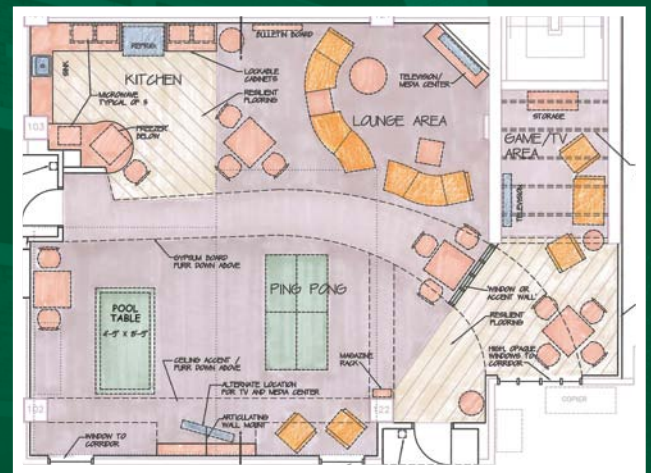 BULLETIN BOARD
REFRIG
SINK
KITCHEN
LOCKABLE
CABINETS
RESILIENT
FLOORING
MICROWAVE
TYPICAL OF 3
FREEZER
BELOW
103
TELEVISION/
MEDIA CENTER
LOUNGE AREA
STORAGE
GAME/TV
AREA
TELEVISION
GYPSUM BOARD
FURR DOWN ABOVE
PING PONG
WINDOW OR
ACCENT WALL
RESILIENT
FLOORING
POOL
TABLE
HIGH, OPAQUE
WINDOWS TO
CORRIDOR
CEILING ACCENT /
FURR DOWN ABOVE
MAGAZINE
RACK
ALTERNATE LOCATION
FOR TV AND MEDIA CENTER
ARTICULATING
WALL MOUNT
102
122
COPIER
WINDOW TO
CORRIDOR